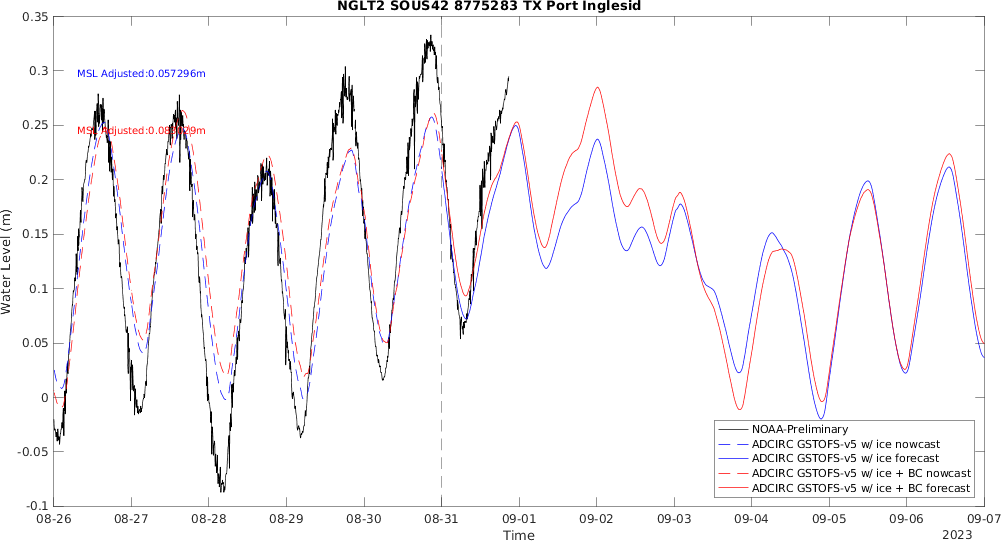 NGLT2 SOUS42 8775283 TX Port Inglesid
0.35
0.3
0.25
0.2
0.15
0.1
0.05
0
-0.05
-0.1
Water Level (m)
MSL Adjusted:0.057296m
MSL
08-26
08-27
08-28
08-29
08-30
08-31
09-01
09-02
09-03
09-04
09-05
09-06
09-07
Time
2023
NOAA-Preliminary
ADCIRC GSTOFS-v5 w/ ice nowcast
ADCIRC GSTOFS-v5 w/ ice forecast
ADCIRC GSTOFS-v5 w/ ice + BC nowcast
ADCIRC GSTOFS-v5 w/ ice + BC forecast